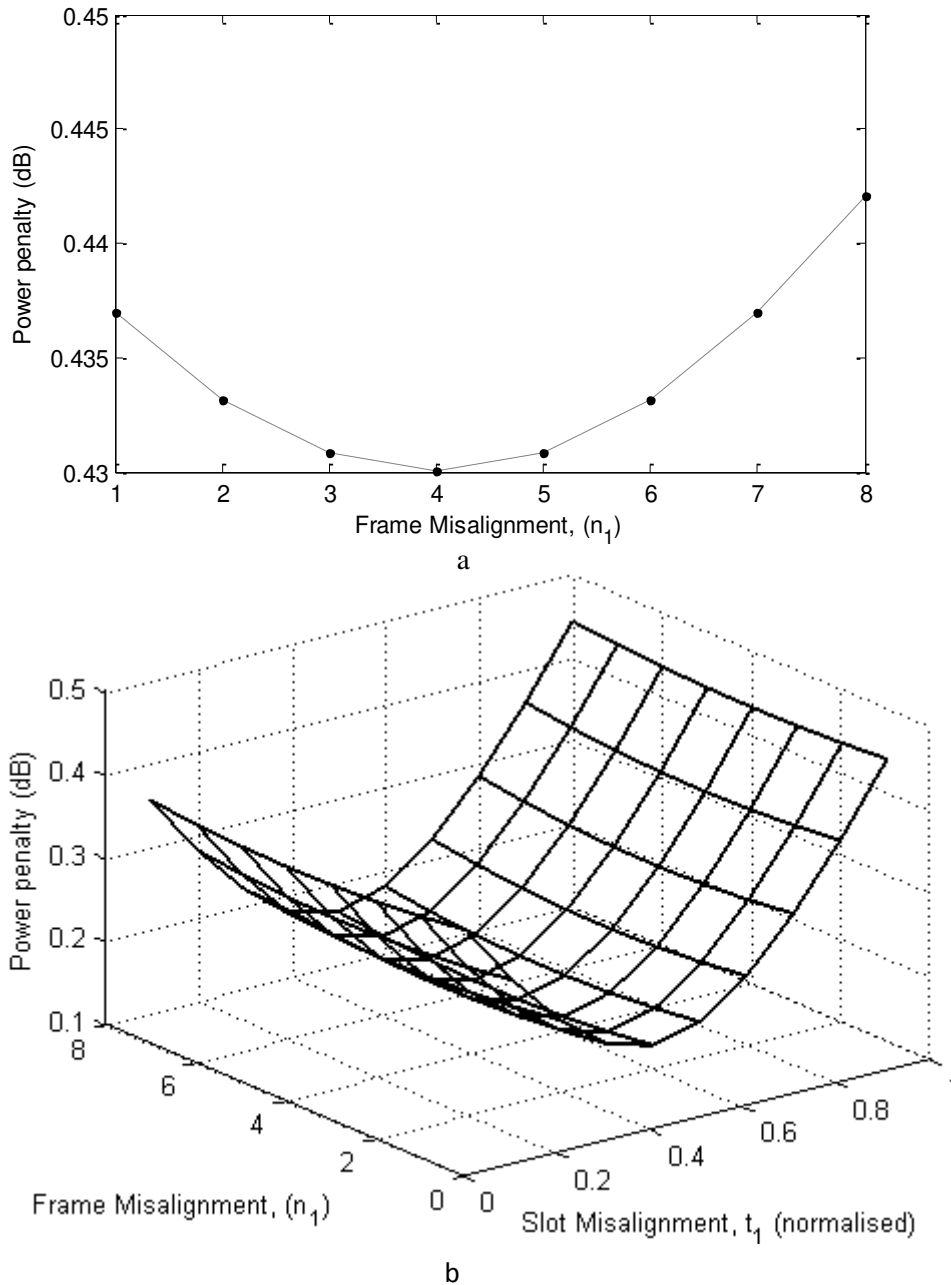 0.45
0.445
0.44
0.435
0.43
Power penalty (dB)
1 2 3 4 5 6 7 8
Frame Misalignment, (n1)
a
0.5
0.4
0.3
0.2
0.1
Power penalty (dB)
8
6
4
2
0
Frame Misalignment, (n1)
0
0.2
0.4
0.6
0.8
Slot Misalignment, t1 (normalised)
b